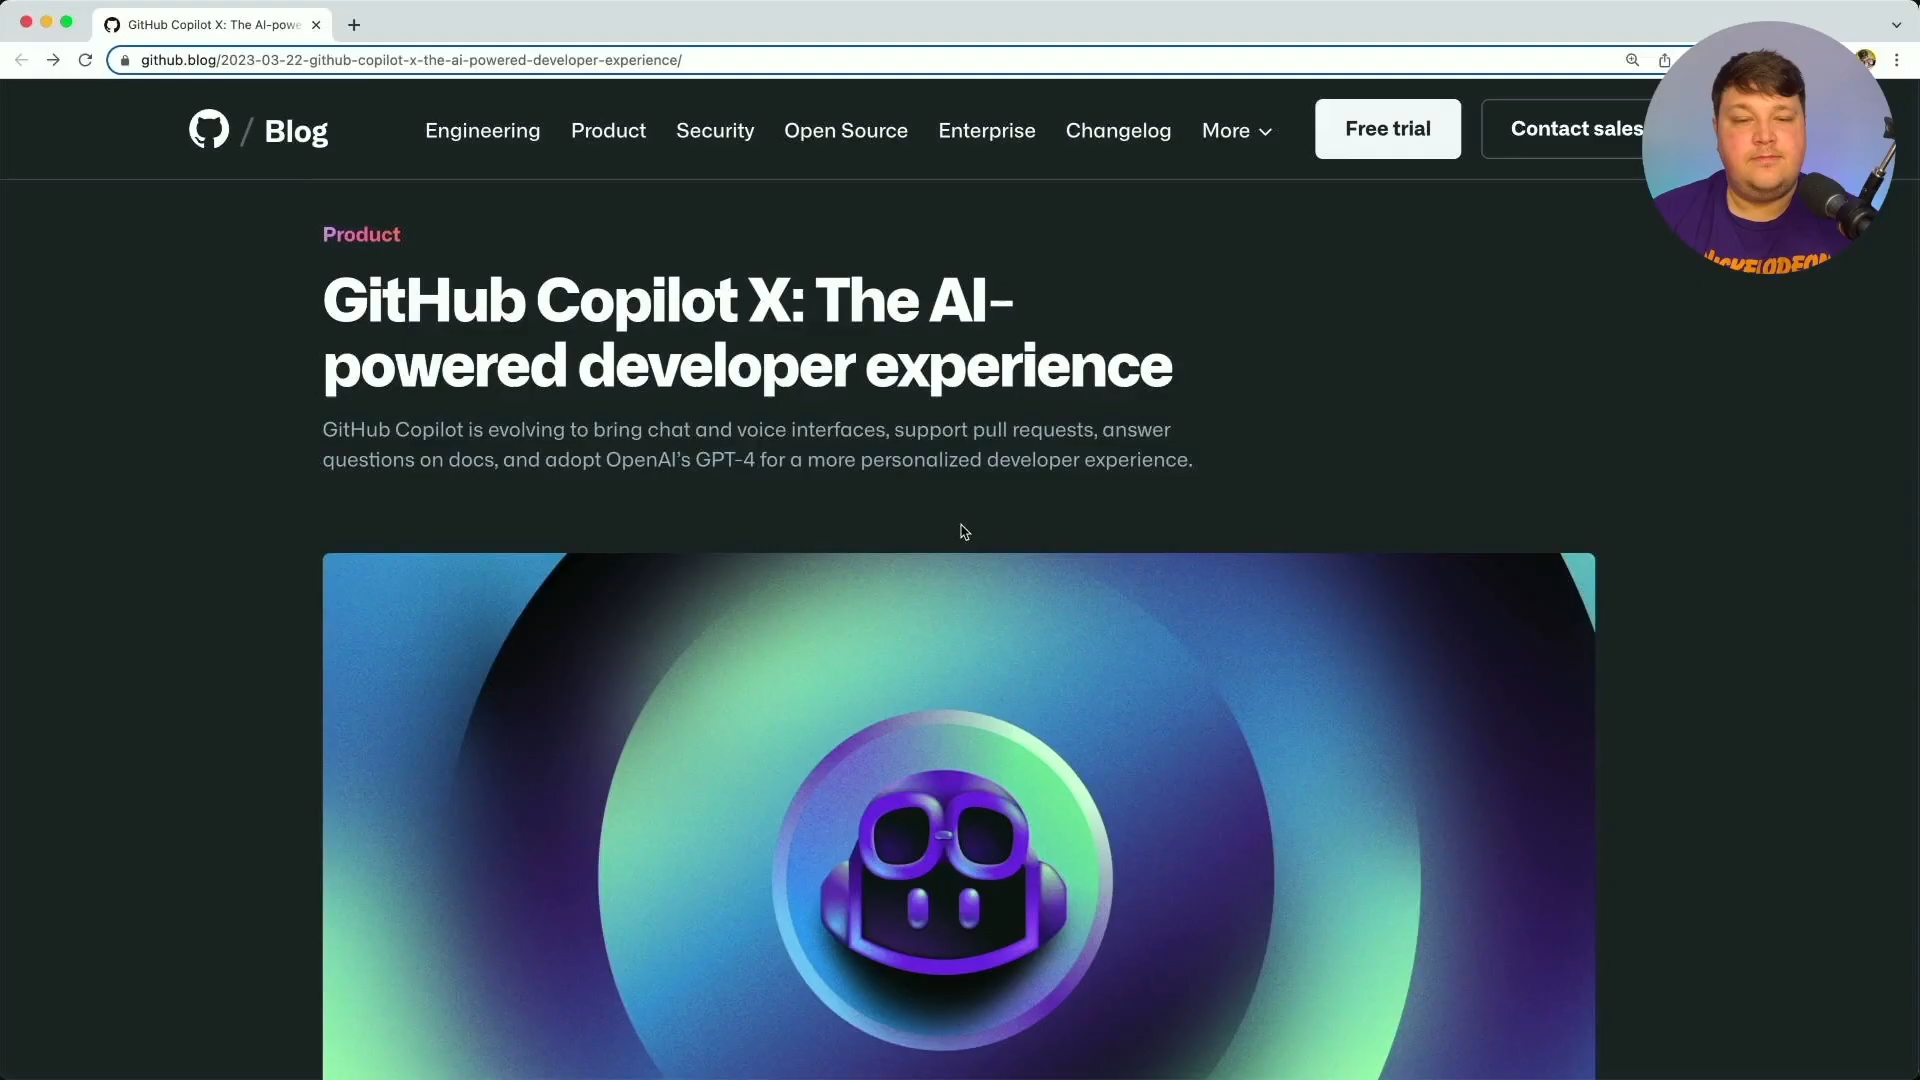 GitHub Copilot X: The AI-powe
github.blog/2023-03-22-github-copilot-x-the-ai-powered-developer-experience/
/ Blog
Engineering
Product
Security
Open Source
Enterprise
Changelog
More
Free trial
Contact sales
NICKELODEON
Product
GitHub Copilot X: The AI-
powered developer experience
GitHub Copilot is evolving to bring chat and voice interfaces, support pull requests, answer
questions on docs, and adopt OpenAI’s GPT-4 for a more personalized developer experience.